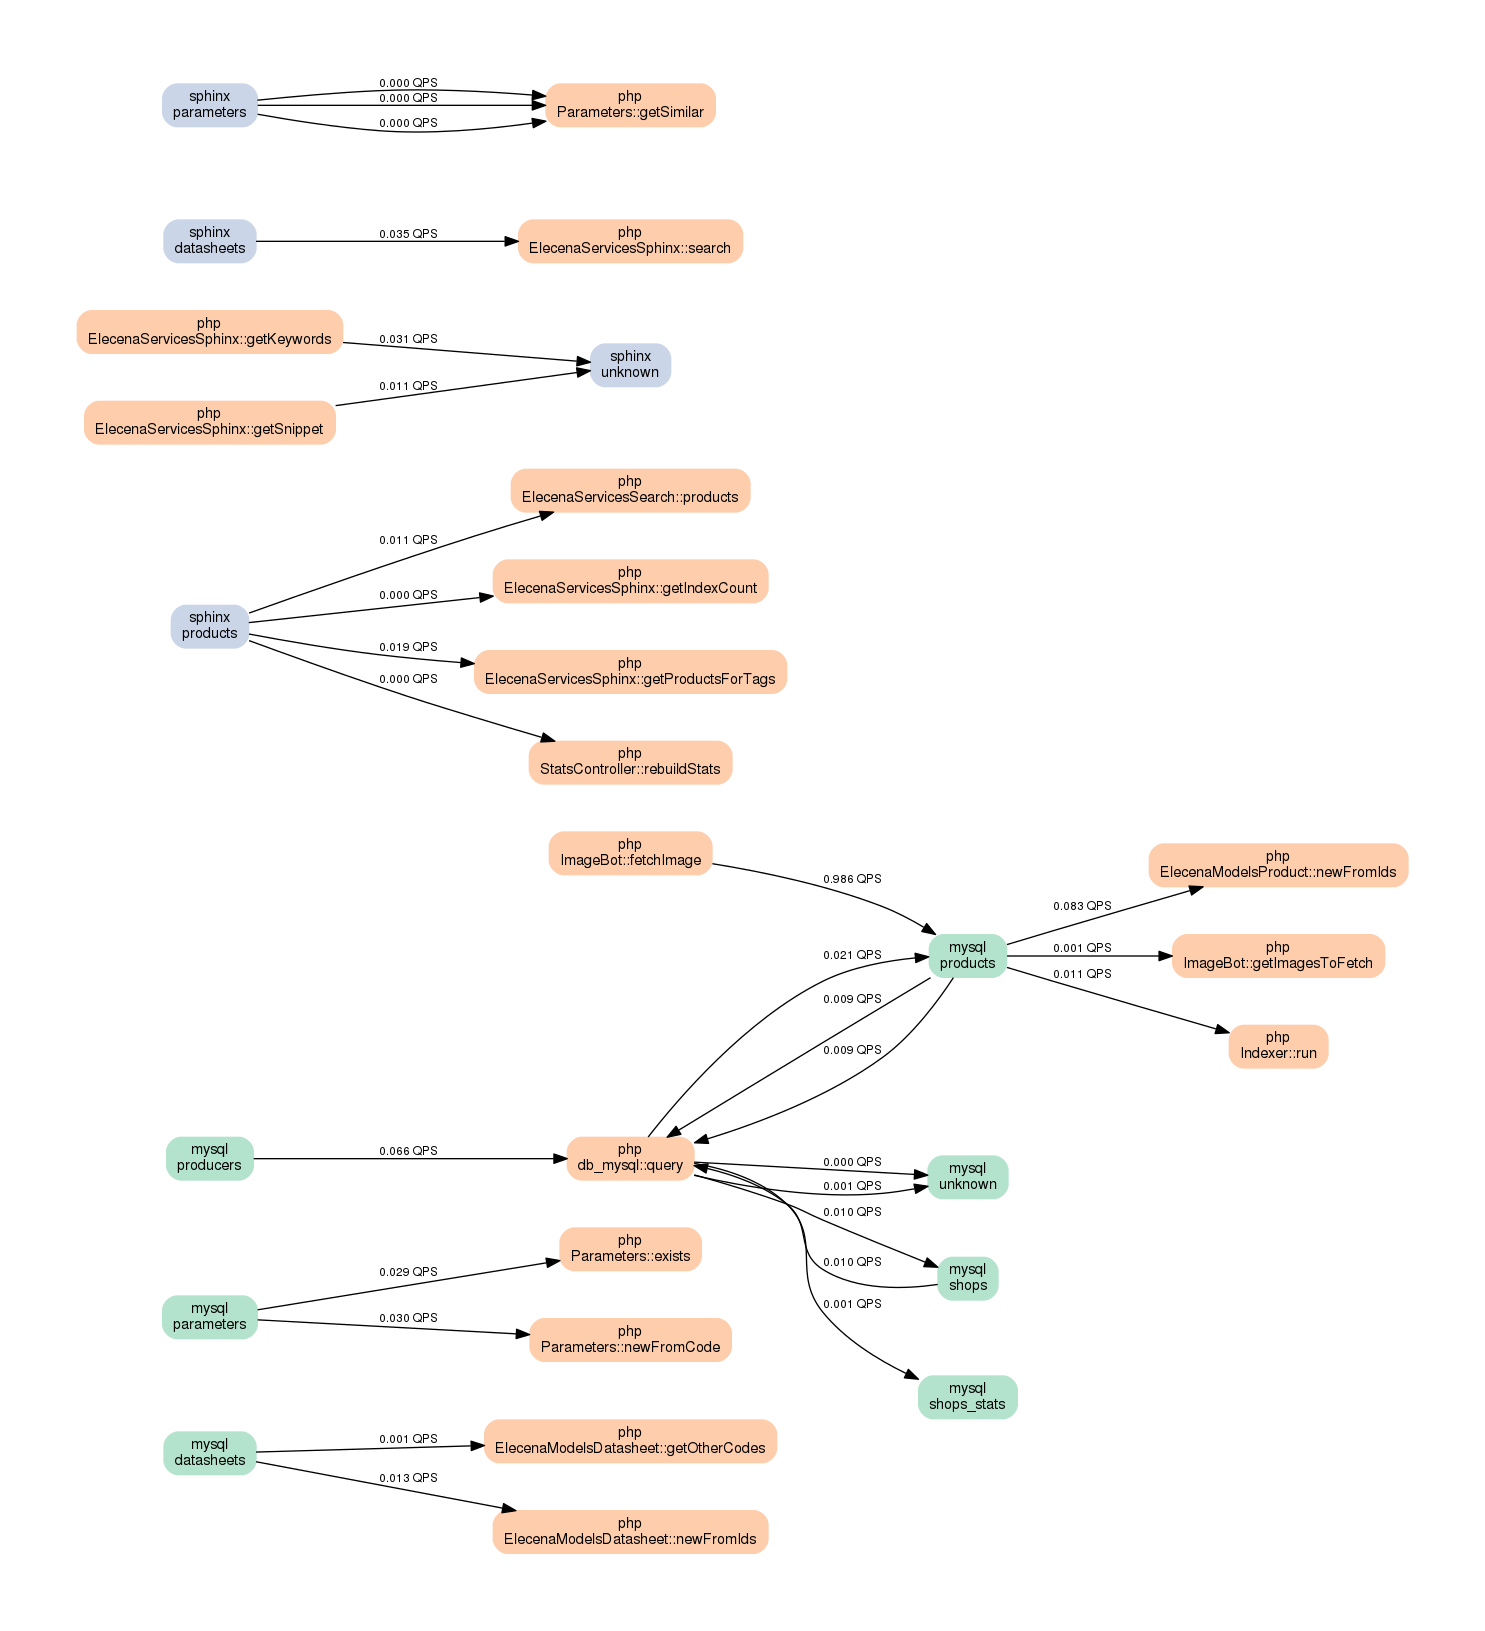 0.000 QPS
sphinx
parameters
0.000 QPS
php
Parameters::getSimilar
0.000 QPS
sphinx
datasheets
0.035 QPS
php
ElecenaServicesSphinx::search
php
ElecenaServicesSphinx::getKeywords
0.031 QPS
sphinx
unknown
0.011 QPS
php
ElecenaServicesSphinx::getSnippet
php
ElecenaServicesSearch::products
0.011 QPS
php
ElecenaServicesSphinx::getIndexCount
0.000 QPS
sphinx
products
0.019 QPS
php
ElecenaServicesSphinx::getProductsForTags
0.000 QPS
php
StatsController::rebuildStats
php
ImageBot::fetchImage
0.986 QPS
php
ElecenaModelsProduct::newFromIds
0.083 QPS
0.021 QPS
mysql
products
0.001 QPS
php
ImageBot::getImagesToFetch
0.011 QPS
0.009 QPS
php
Indexer::run
0.009 QPS
mysql
producers
0.066 QPS
php
db_mysql::query
0.000 QPS
mysql
unknown
0.001 QPS
0.010 QPS
php
Parameters::exists
0.029 QPS
0.010 QPS
mysql
shops
mysql
parameters
0.001 QPS
0.030 QPS
php
Parameters::newFromCode
mysql
shops_stats
mysql
datasheets
0.001 QPS
php
ElecenaModelsDatasheet::getOtherCodes
0.013 QPS
php
ElecenaModelsDatasheet::newFromIds